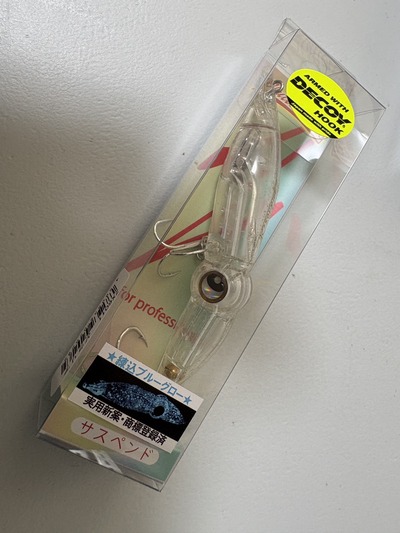 ARMED WITH
DECOY
HOOK
for profess
★練込ブルーグロー★
実用新案・商標登録済
サスペンド